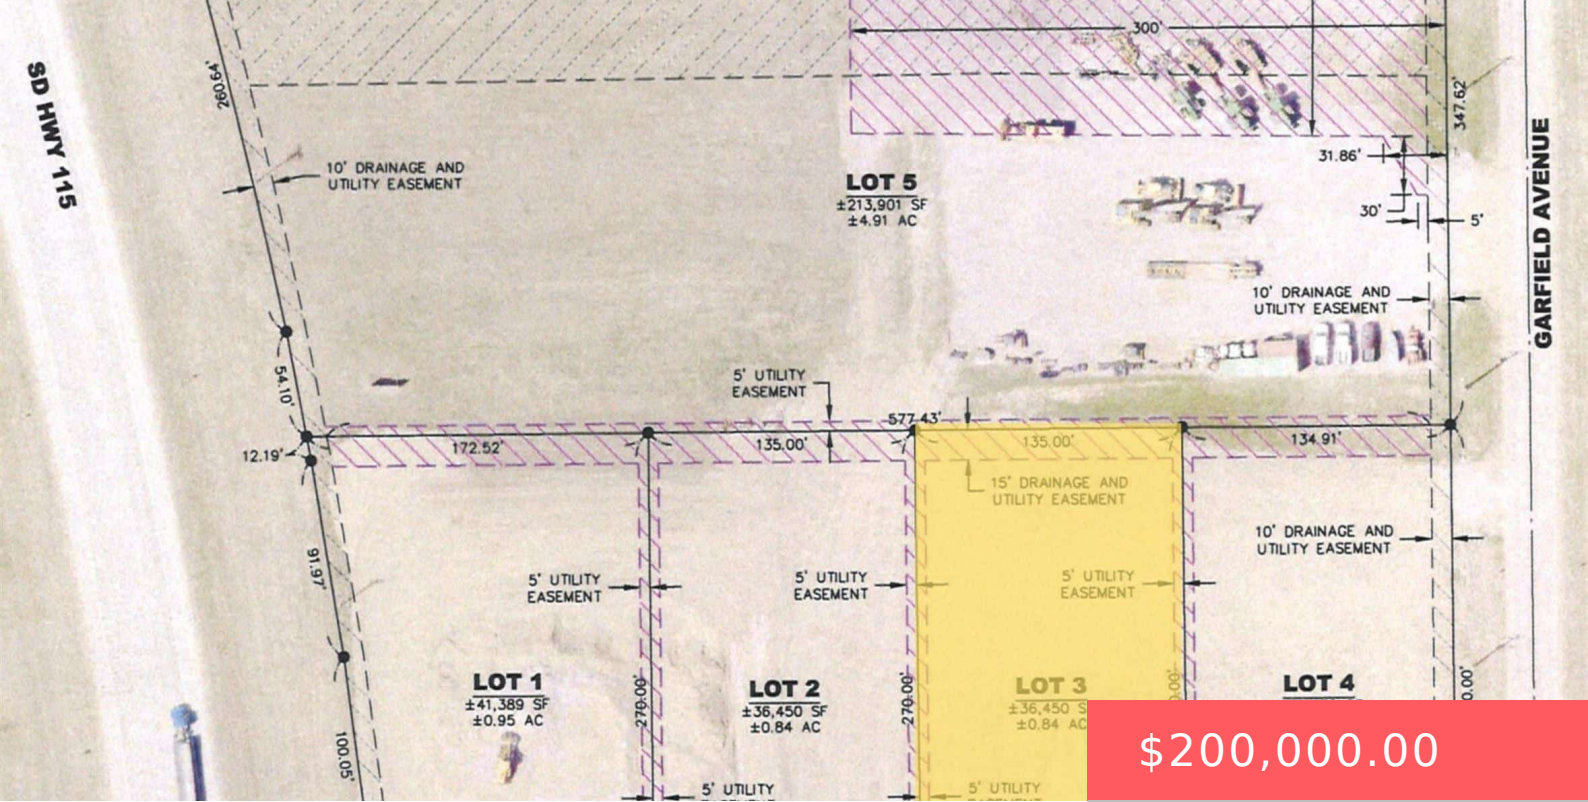 300'
260.64'
347.62'
SD HWY 115
GARFIELD AVENUE
31.86'
10' DRAINAGE AND
UTILITY EASEMENT
LOT 5
±213,901 SF
±4.91 AC
30'
5'
10' DRAINAGE AND
UTILITY EASEMENT
54.10'
5' UTILITY
EASEMENT
577.43'
12.19'
172.52'
135.00'
135.00'
134.91'
15' DRAINAGE AND
UTILITY EASEMENT
10' DRAINAGE AND
UTILITY EASEMENT
91.97'
5' UTILITY
EASEMENT
5' UTILITY
EASEMENT
5' UTILITY
EASEMENT
LOT 1
±41,389 SF
±0.95 AC
270.00'
LOT 2
±36,450 SF
±0.84 AC
270.00'
LOT 3
±36,450 S
±0.84 AC
LOT 4
100.05'
$200,000.00
5' UTILITY
5' UTILITY